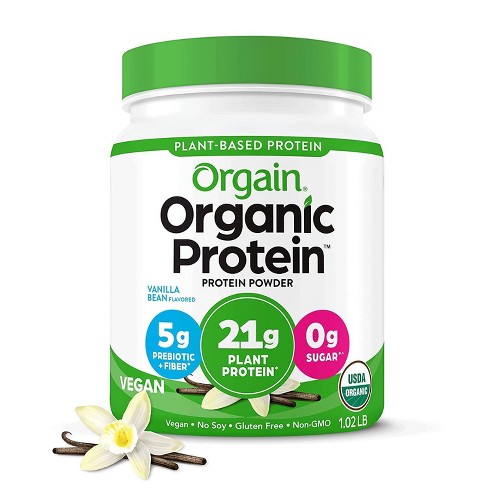 PLANT-BASED PROTEIN
Orgain®
Organic
Protein™
PROTEIN POWDER
VANILLA
BEAN FLAVORED
5g
PREBIOTIC
+ FIBER*
21g
PLANT
PROTEIN*
0g
SUGAR**
VEGAN
USDA
ORGANIC
Vegan • No Soy • Gluten Free • Non-GMO
1.02 LB